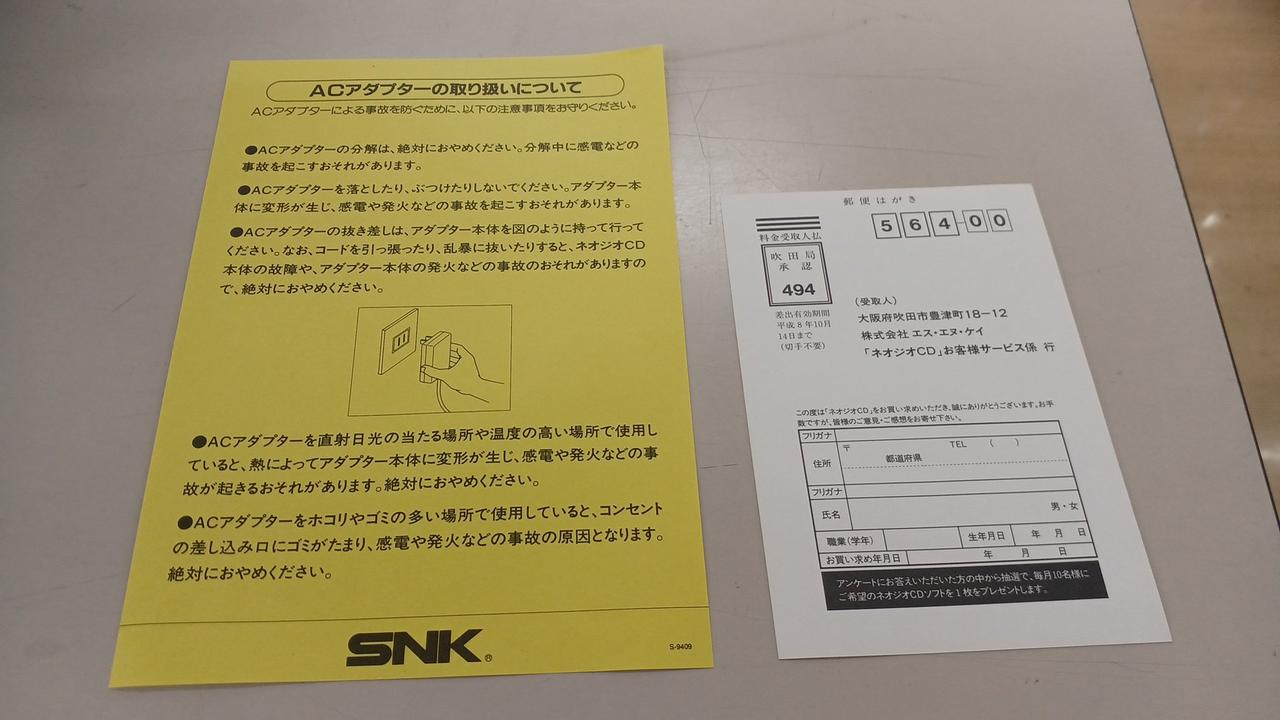 ACアダプターの取り扱いについて
ACアダプターによる事故を防ぐために、以下の注意事項をお守りください。
●ACアダプターの分解は、絶対におやめください。分解中に感電などの
事故を起こすおそれがあります。
●ACアダプターを落としたり、ぶつけたりしないでください。アダプター本
体に変形が生じ、感電や発火などの事故を起こすおそれがあります。
●ACアダプターの抜き差しは、アダプター本体を図のように持って行って
ください。なお、コードを引っ張ったり、乱暴に抜いたりすると、ネオジオCD
本体の故障や、アダプター本体の発火などの事故のおそれがありますの
で、絶対におやめください。
●ACアダプターを直射日光の当たる場所や温度の高い場所で使用し
ていると、熱によってアダプター本体に変形が生じ、感電や発火などの事
故が起きるおそれがあります。絶対におやめください。
●ACアダプターをホコリやゴミの多い場所で使用していると、コンセント
の差し込み口にゴミがたまり、感電や発火などの事故の原因となります。
絶対におやめください。
SNK®
S-9409
郵便はがき
564-00
料金受取人払
吹田局
承認
494
差出有効期間
平成8年10月
14日まで
(切手不要)
(受取人)
大阪府吹田市豊津町18-12
株式会社 エス・エヌ・ケイ
「ネオジオCD」お客様サービス係 行
この度は「ネオジオCD」をお買い求めいただき、誠にありがとうございます。お手
数ですが、皆様のご意見・ご感想をお寄せ下さい。
フリガナ
住所 〒 都道府県 TEL ( )
フリガナ
氏名 男・女
職業(学年) 生年月日 年 月 日
お買い求め年月日 年 月 日
アンケートにお答えいただいた方の中から抽選で、毎月10名様に
ご希望のネオジオCDソフトを1枚をプレゼントします。